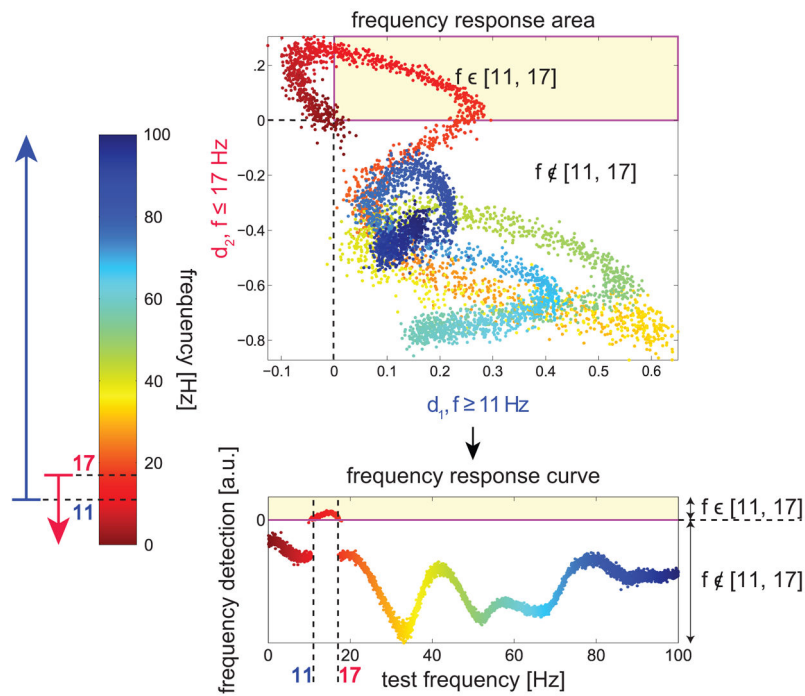 frequency response area
.2
0
-0.2
-0.4
-0.6
-0.8
d2, f ≤ 17 Hz
f ϵ [11, 17]
f ∉ [11, 17]
-0.1 0 0.1 0.2 0.3 0.4 0.5 0.6
d1, f ≥ 11 Hz
100
80
60
40
20
0
frequency [Hz]
17
11
frequency response curve
frequency detection [a.u.]
0
f ϵ [11, 17]
f ∉ [11, 17]
0 20 40 60 80 100
11 17 test frequency [Hz]